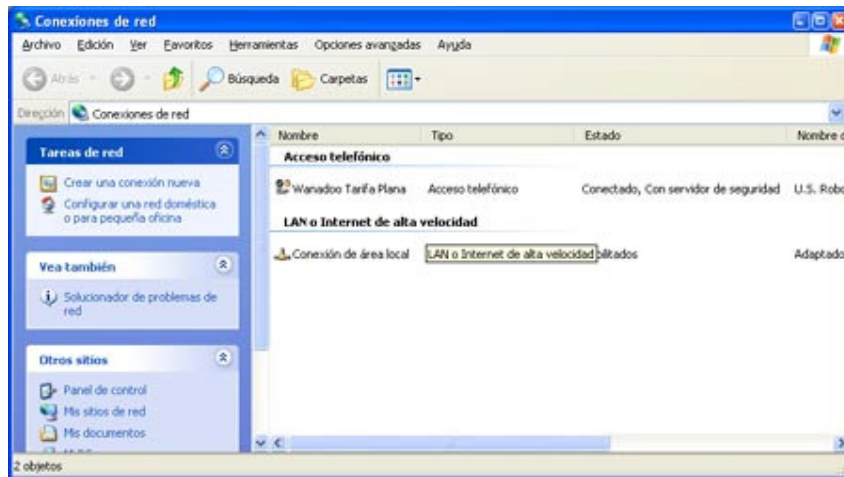 Conexiones de red
Archivo Edición Ver Favoritos Herramientas Opciones avanzadas Ayuda
Atrás Búsqueda Carpetas
Dirección Conexiones de red
Tareas de red
Crear una conexión nueva
Configurar una red doméstica
o para pequeña oficina
Vea también
Solucionador de problemas de
red
Otros sitios
Panel de control
Mis sitios de red
Mis documentos
Nombre Tipo Estado Nombre
Acceso telefónico
Wanadoo Tarifa Plana Acceso telefónico Conectado, Con servidor de seguridad U.S. Robo
LAN o Internet de alta velocidad
Conexión de área local LAN o Internet de alta velocidad bilitados Adaptado
2 objetos